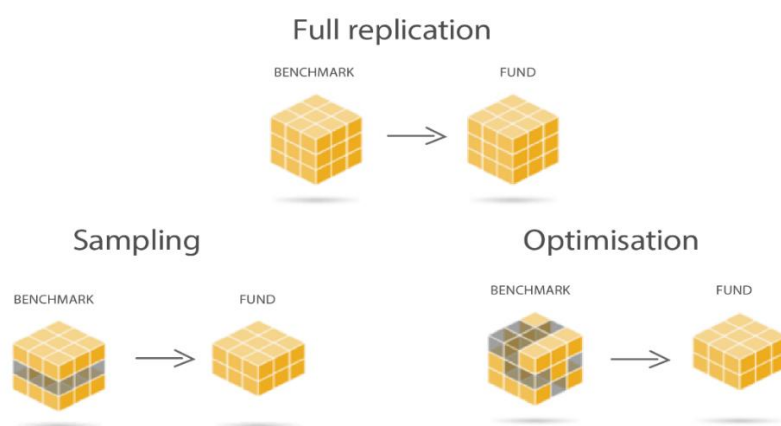 Full replication
BENCHMARK FUND
Sampling
BENCHMARK FUND
Optimisation
BENCHMARK FUND